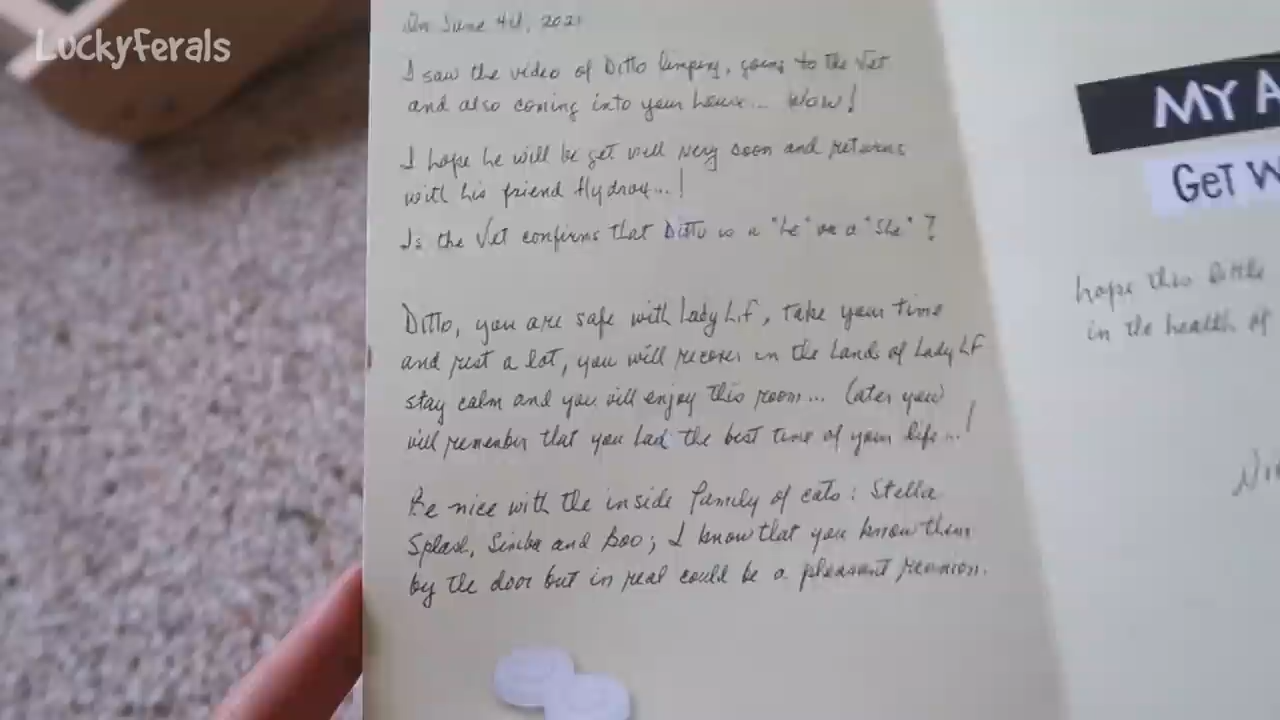 LuckyFerals
On June 4th, 2021
I saw the video of Ditto limping, going to the Vet
and also coming into your house... Wow!
I hope he will be get well very soon and returns
with his friend Hydrox...!
Is the Vet confirms that Ditto is a "he" or a "She" ?
Ditto, you are safe with Lady L.F, take your time
and rest a lot, you will recover in the Lands of Lady LF
stay calm and you will enjoy this room... Later you
will remember that you had the best time of your life...!
Be nice with the inside family of cats : Stella
Splash, Simba and Boo; I know that you know them
by the door but in real could be a pleasant reunion.
MY A
GeT W
hope this little
in the health of